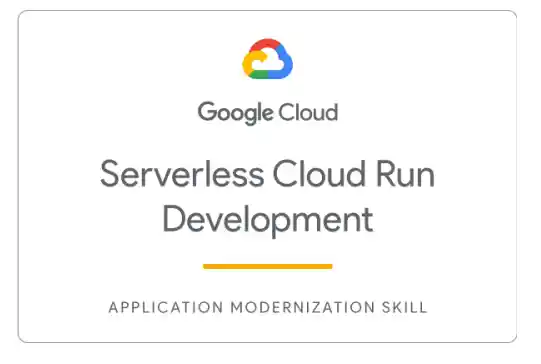 Google Cloud
Serverless Cloud Run
Development
APPLICATION MODERNIZATION SKILL